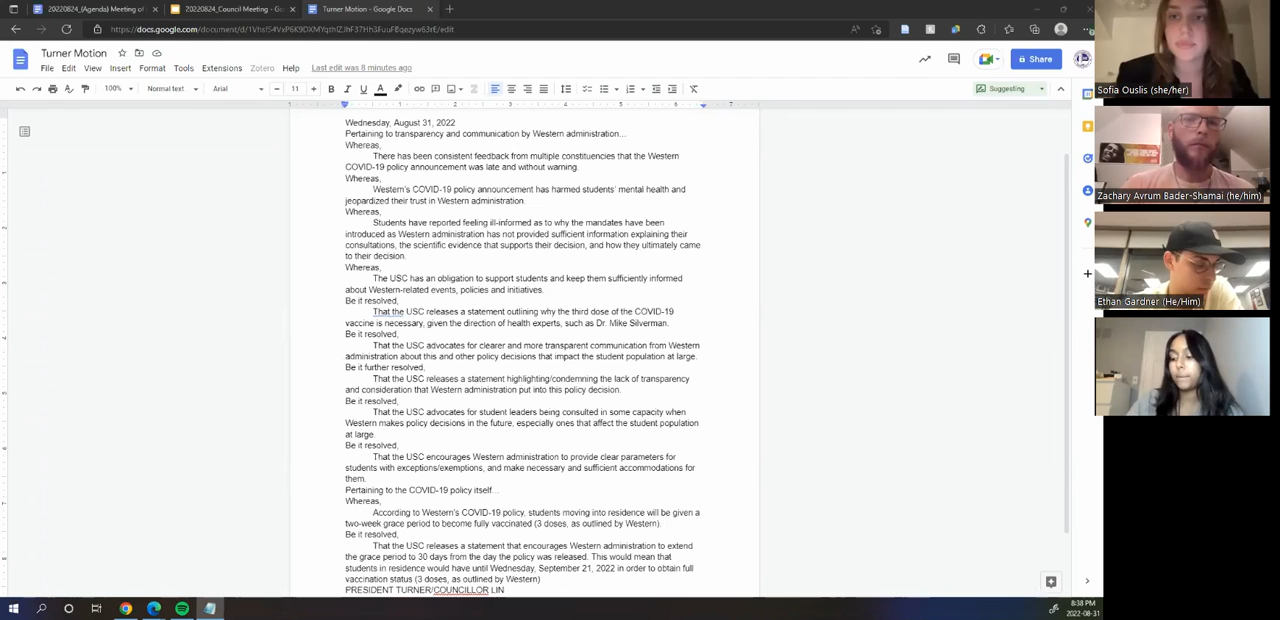 20220824_(Agenda) Meeting of
20220824_Council Meeting - Go
Turner Motion - Google Docs
Turner Motion
File Edit View Insert Format Tools Extensions Zotero Help Last edit was 8 minutes ago
Share
100% Normal text Arial 11 Suggesting
Wednesday, August 31, 2022
Pertaining to transparency and communication by Western administration...
Whereas,
There has been consistent feedback from multiple constituencies that the Western
COVID-19 policy announcement was late and without warning.
Whereas,
Western's COVID-19 policy announcement has harmed students' mental health and
jeopardized their trust in Western administration.
Whereas,
Students have reported feeling ill-informed as to why the mandates have been
introduced as Western administration has not provided sufficient information explaining their
consultations, the scientific evidence that supports their decision, and how they ultimately came
to their decision.
Whereas,
The USC has an obligation to support students and keep them sufficiently informed
about Western-related events, policies and initiatives.
Be it resolved,
That the USC releases a statement outlining why the third dose of the COVID-19
vaccine is necessary, given the direction of health experts, such as Dr. Mike Silverman.
Be it resolved,
That the USC advocates for clearer and more transparent communication from Western
administration about this and other policy decisions that impact the student population at large.
Be it further resolved,
That the USC releases a statement highlighting/condemning the lack of transparency
and consideration that Western administration put into this policy decision.
Be it resolved,
That the USC advocates for student leaders being consulted in some capacity when
Western makes policy decisions in the future, especially ones that affect the student population
at large.
Be it resolved,
That the USC encourages Western administration to provide clear parameters for
students with exceptions/exemptions, and make necessary and sufficient accommodations for
them.
Pertaining to the COVID-19 policy itself...
Whereas,
According to Western's COVID-19 policy, students moving into residence will be given a
two-week grace period to become fully vaccinated (3 doses, as outlined by Western).
Be it resolved,
That the USC releases a statement that encourages Western administration to extend
the grace period to 30 days from the day the policy was released. This would mean that
students in residence would have until Wednesday, September 21, 2022 in order to obtain full
vaccination status (3 doses, as outlined by Western)
PRESIDENT TURNER/COUNCILLOR LIN
Sofia Ouslis (she/her)
Zachary Avrum Bader-Shamai (he/him)
Ethan Gardner (He/Him)
8:38 PM
2022-08-31